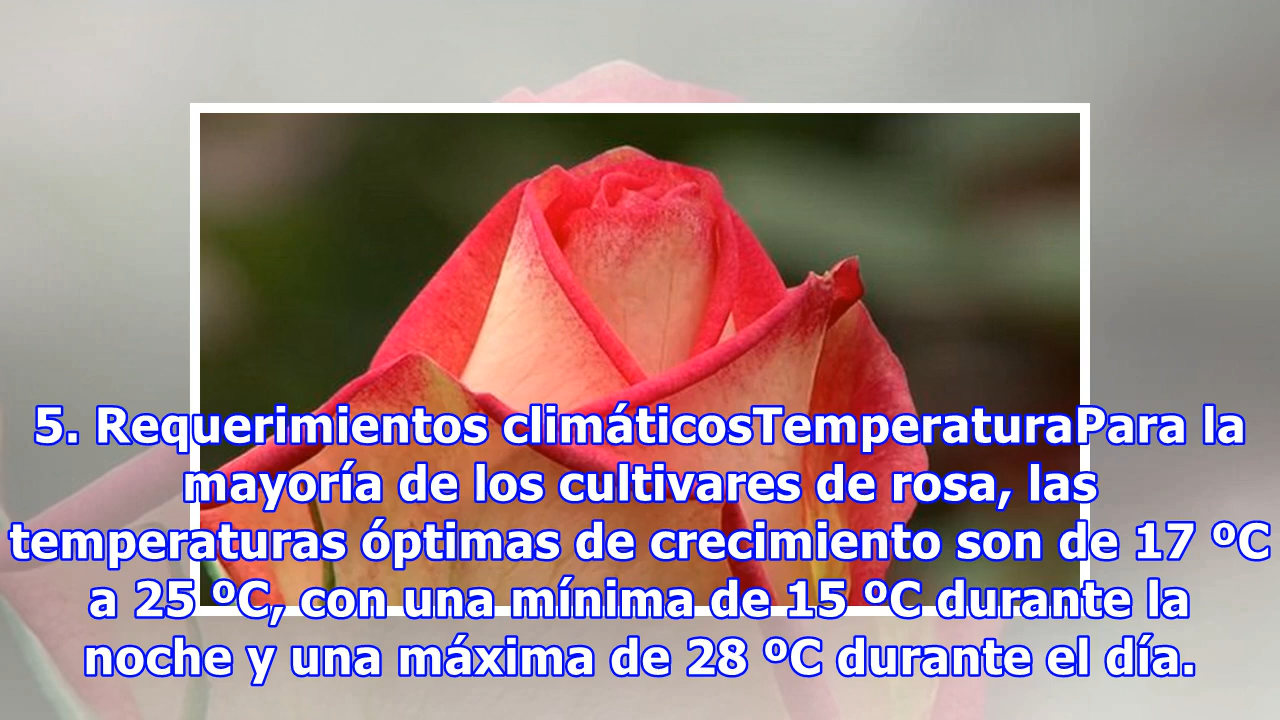 5. Requerimientos climáticosTemperaturaPara la
mayoría de los cultivares de rosa, las
temperaturas óptimas de crecimiento son de 17 ºC
a 25 ºC, con una mínima de 15 ºC durante la
noche y una máxima de 28 ºC durante el día.